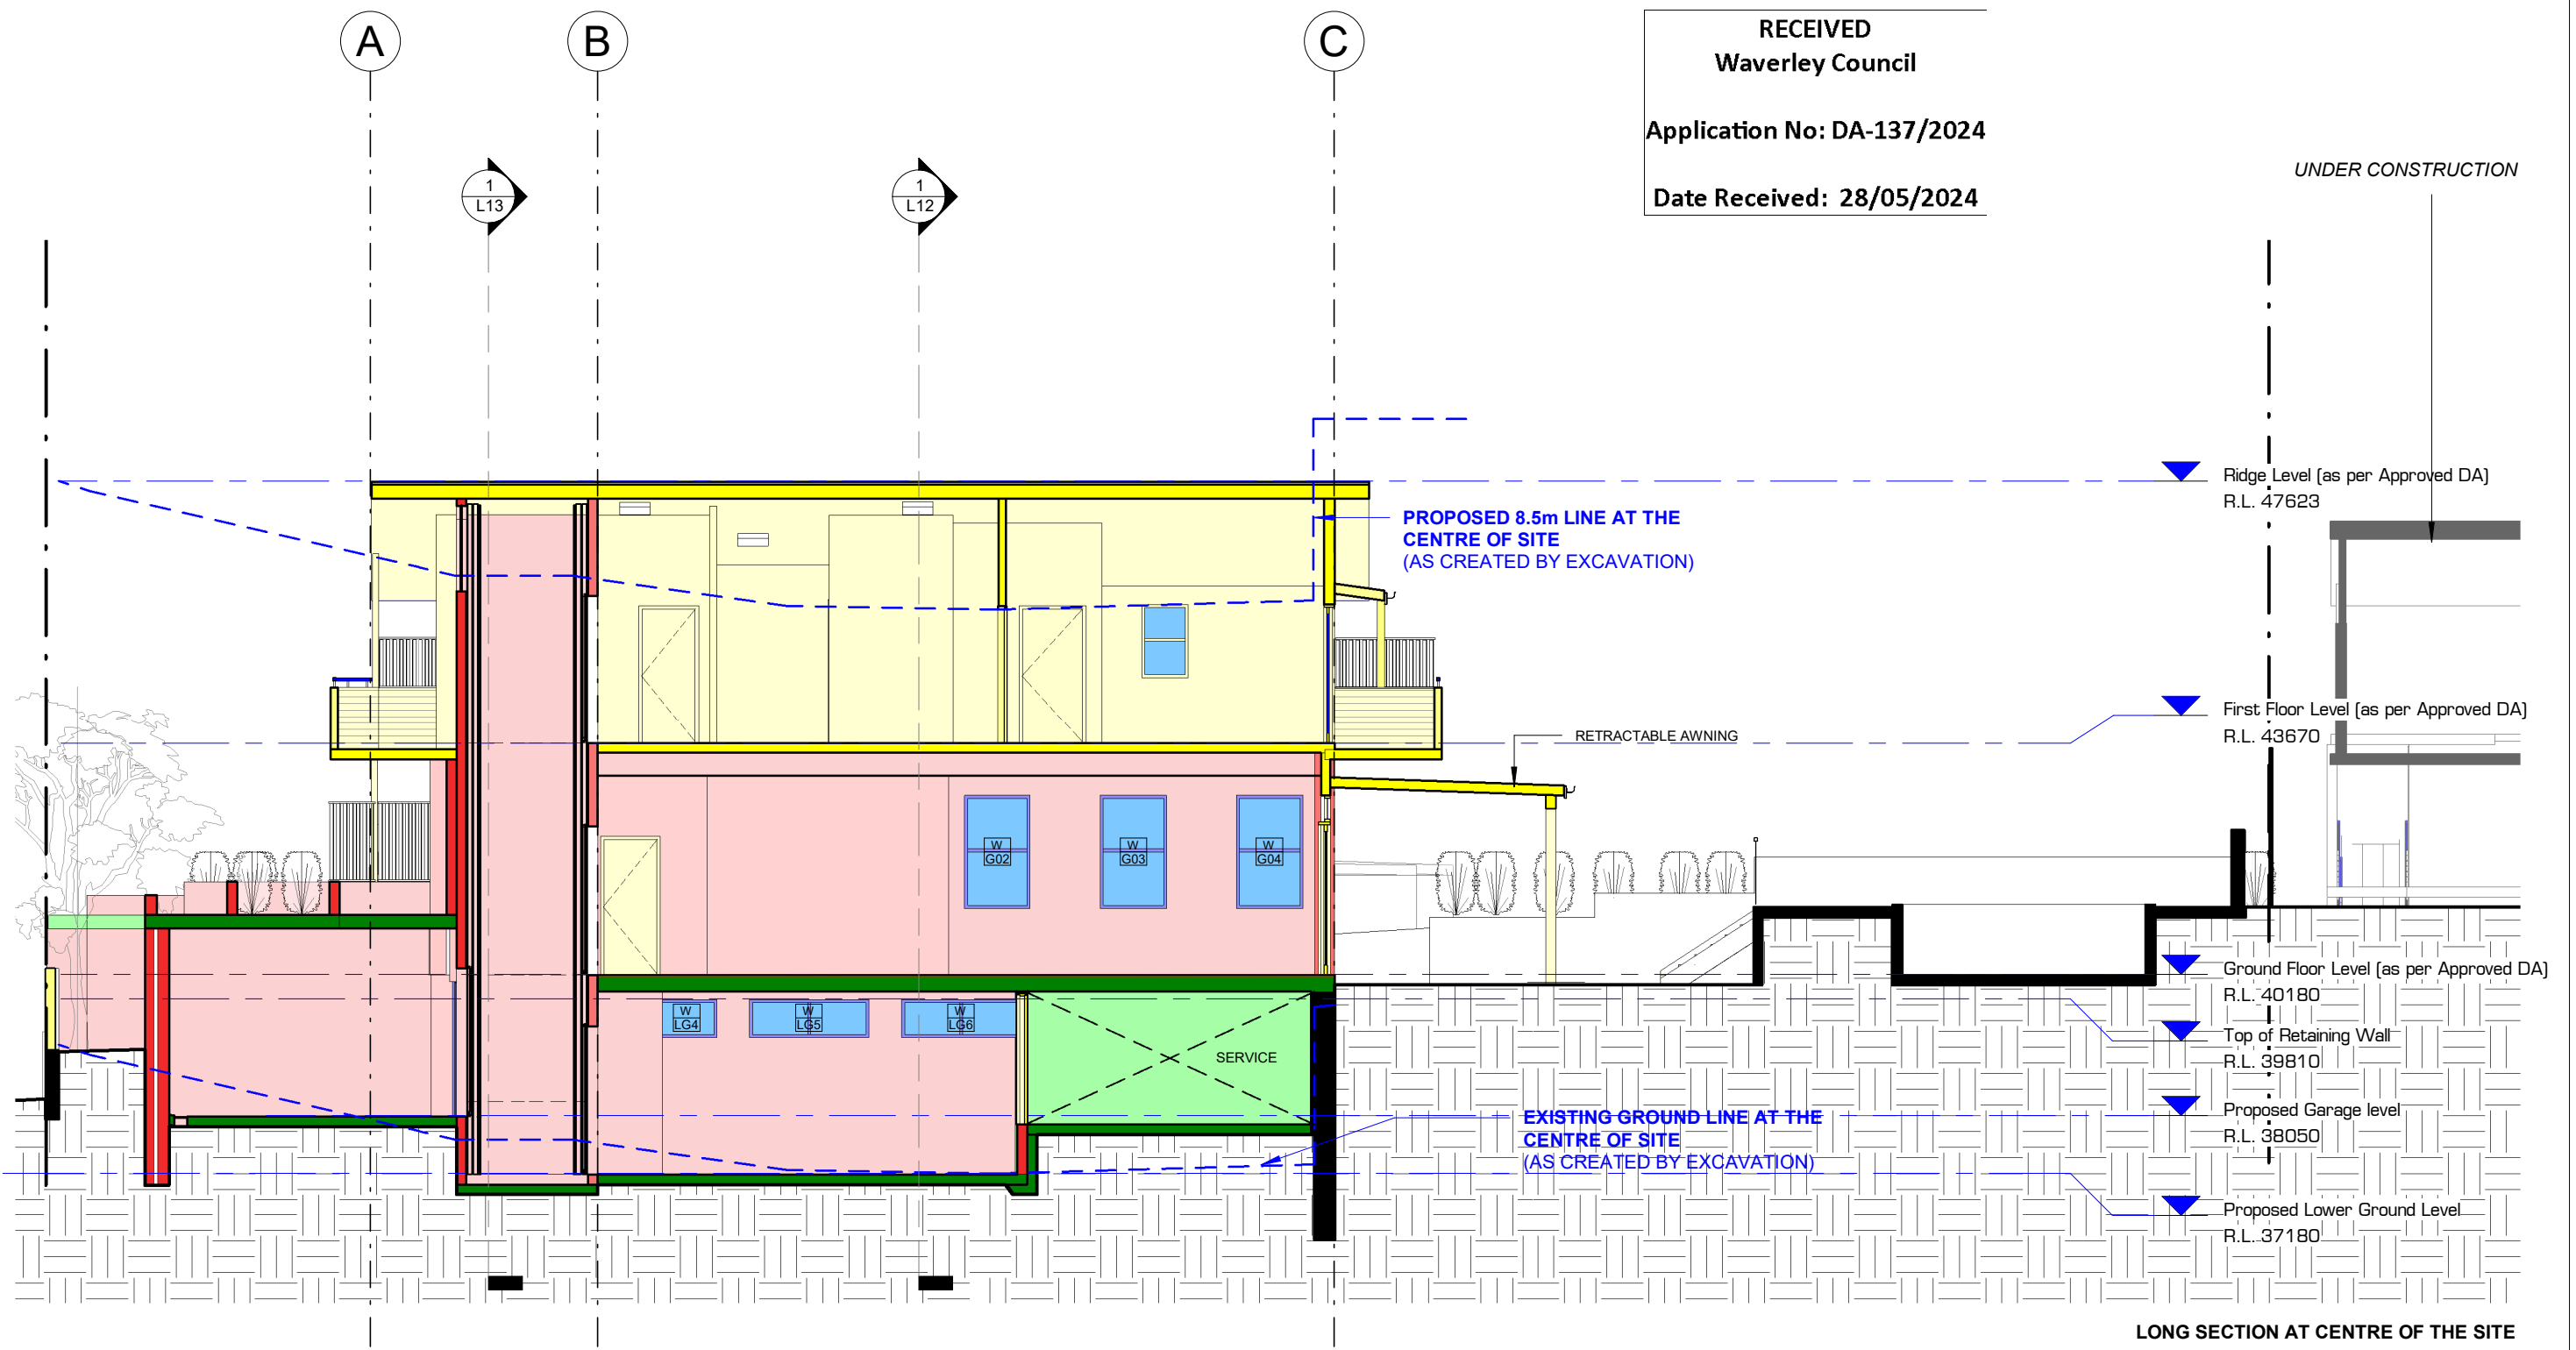 A
B
C
RECEIVED
Waverley Council
Application No: DA-137/2024
Date Received: 28/05/2024
UNDER CONSTRUCTION
1
L13
1
L12
Ridge Level (as per Approved DA)
R.L. 47623
PROPOSED 8.5m LINE AT THE
CENTRE OF SITE
(AS CREATED BY EXCAVATION)
First Floor Level (as per Approved DA)
R.L. 43670
RETRACTABLE AWNING
W
G02
W
G03
W
G04
Ground Floor Level (as per Approved DA)
R.L. 40180
W
LG4
W
LG5
W
LG6
SERVICE
Top of Retaining Wall
R.L. 39810
EXISTING GROUND LINE AT THE
CENTRE OF SITE
(AS CREATED BY EXCAVATION)
Proposed Garage level
R.L. 38050
Proposed Lower Ground Level
R.L. 37180
LONG SECTION AT CENTRE OF THE SITE